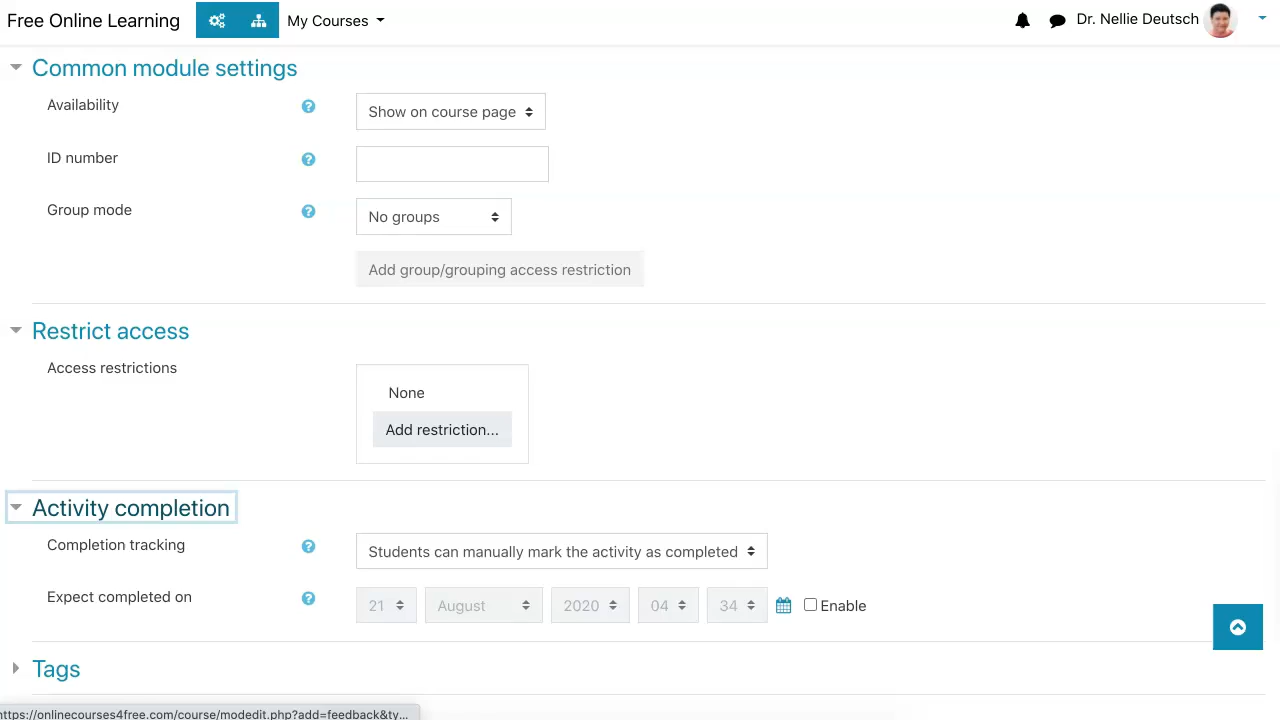 Free Online Learning My Courses Dr. Nellie Deutsch
Common module settings
Availability Show on course page
ID number
Group mode No groups
Add group/grouping access restriction
Restrict access
Access restrictions
None
Add restriction...
Activity completion
Completion tracking Students can manually mark the activity as completed
Expect completed on 21 August 2020 04 34 Enable
Tags
https://onlinecourses4free.com/course/modedit.php?add=feedback&ty...